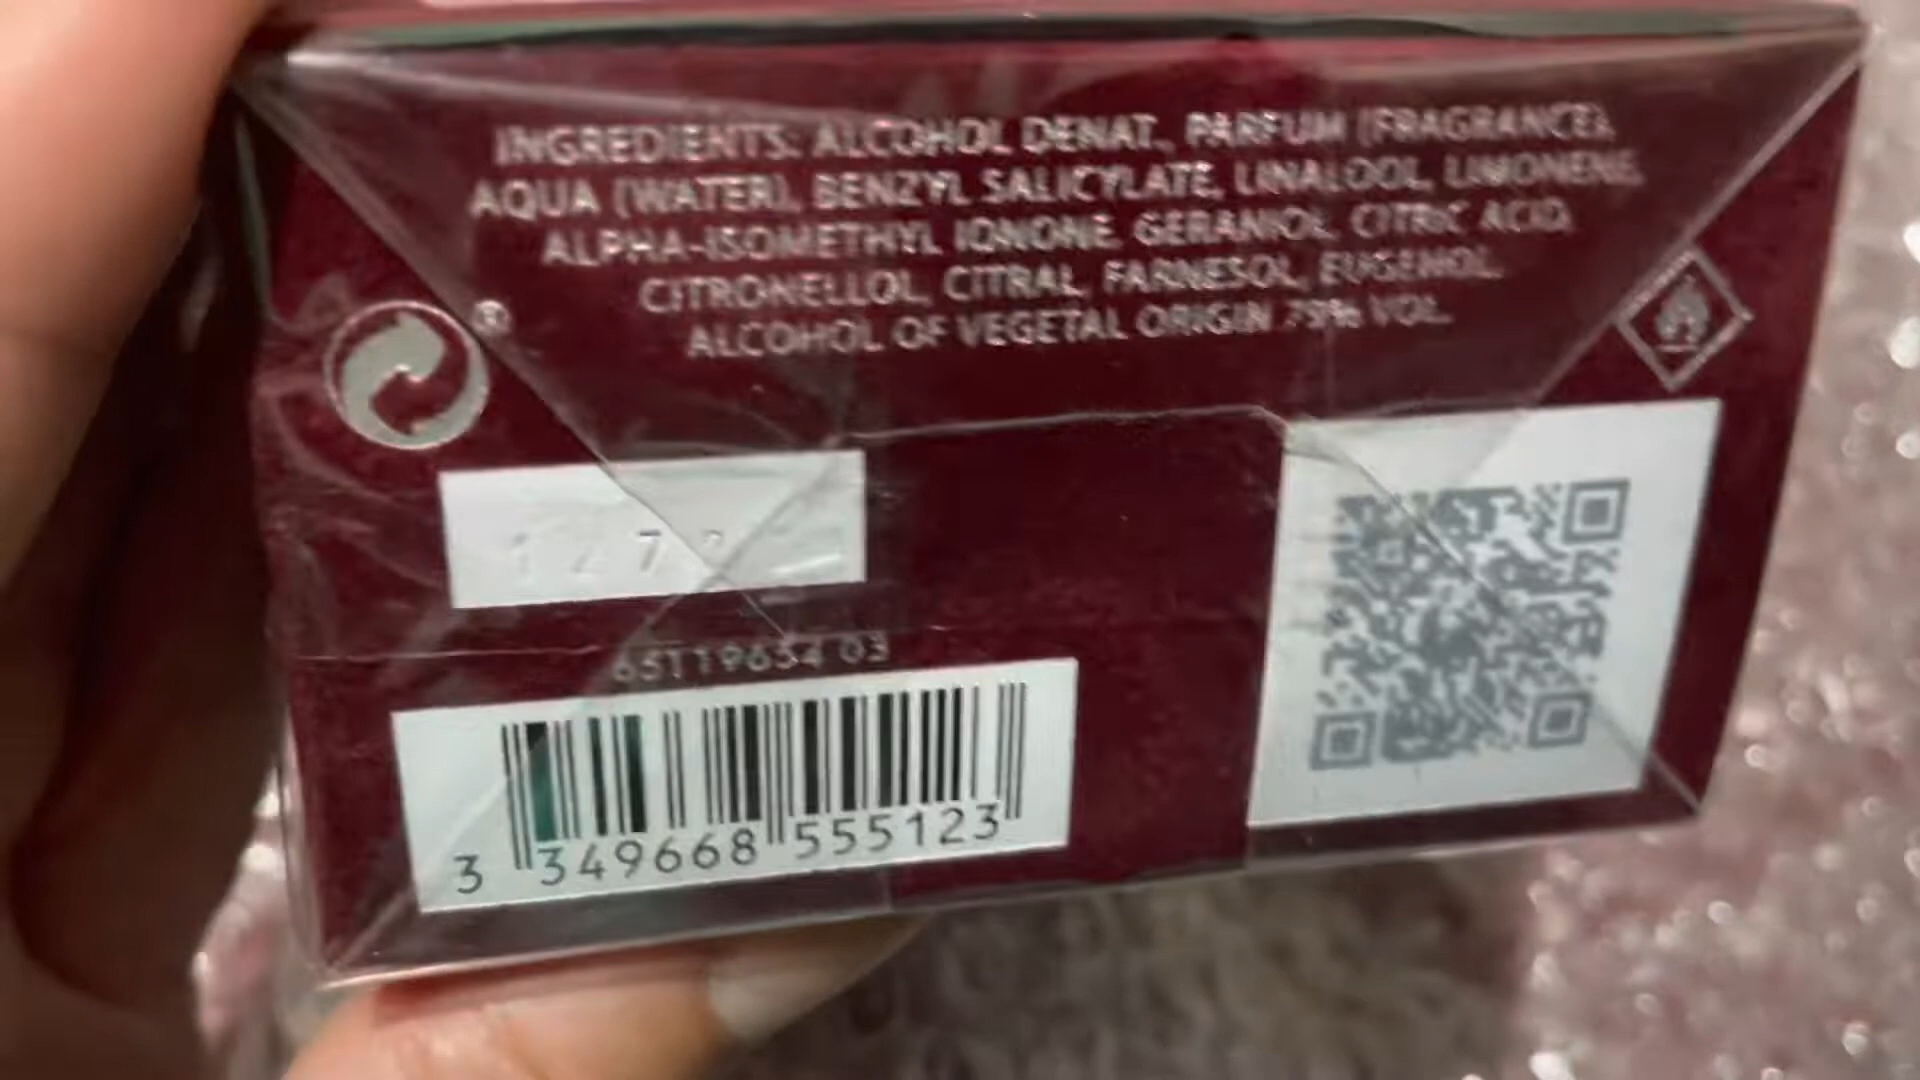 INGREDIENTS: ALCOHOL DENAT., PARFUM (FRAGRANCE),
AQUA (WATER), BENZYL SALICYLATE, LINALOOL, LIMONENE,
ALPHA-ISOMETHYL IONONE, GERANIOL, CITRIC ACID,
CITRONELLOL, CITRAL, FARNESOL, EUGENOL.
ALCOHOL OF VEGETAL ORIGIN 79% VOL.
®
65119654 03
3 349668 555123